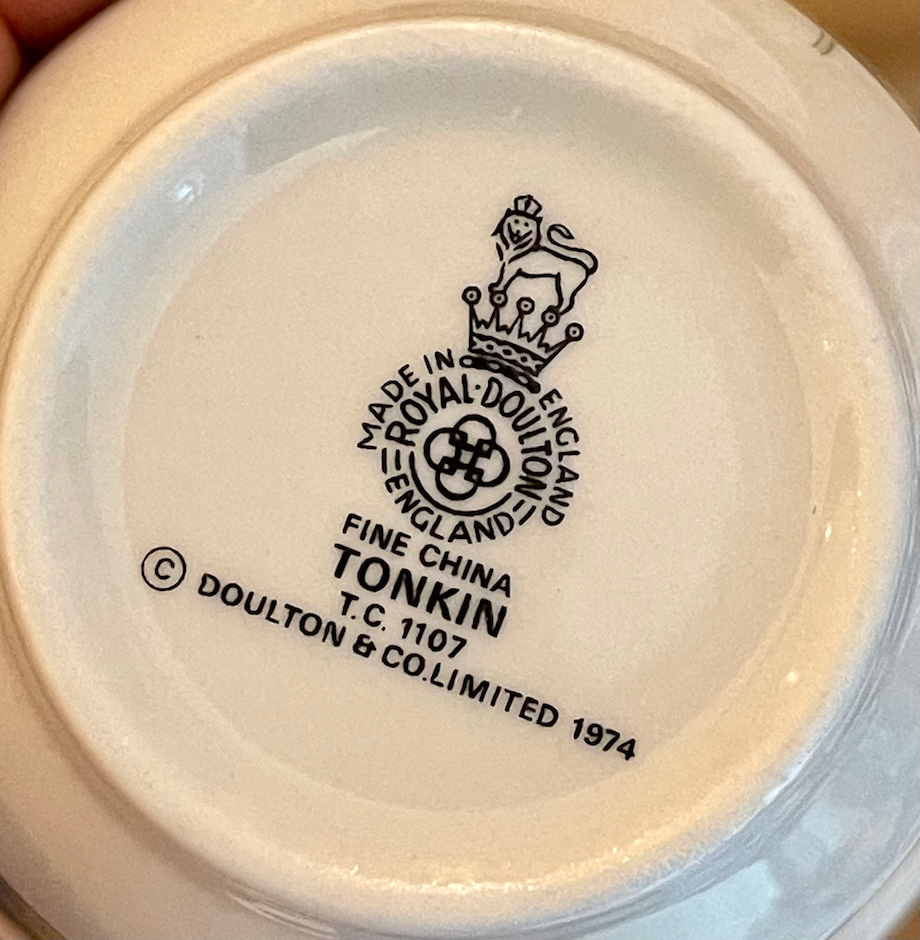 MADE IN ENGLAND
ROYAL·DOULTON
ENGLAND
FINE CHINA
TONKIN
T.C. 1107
© DOULTON & CO.LIMITED 1974